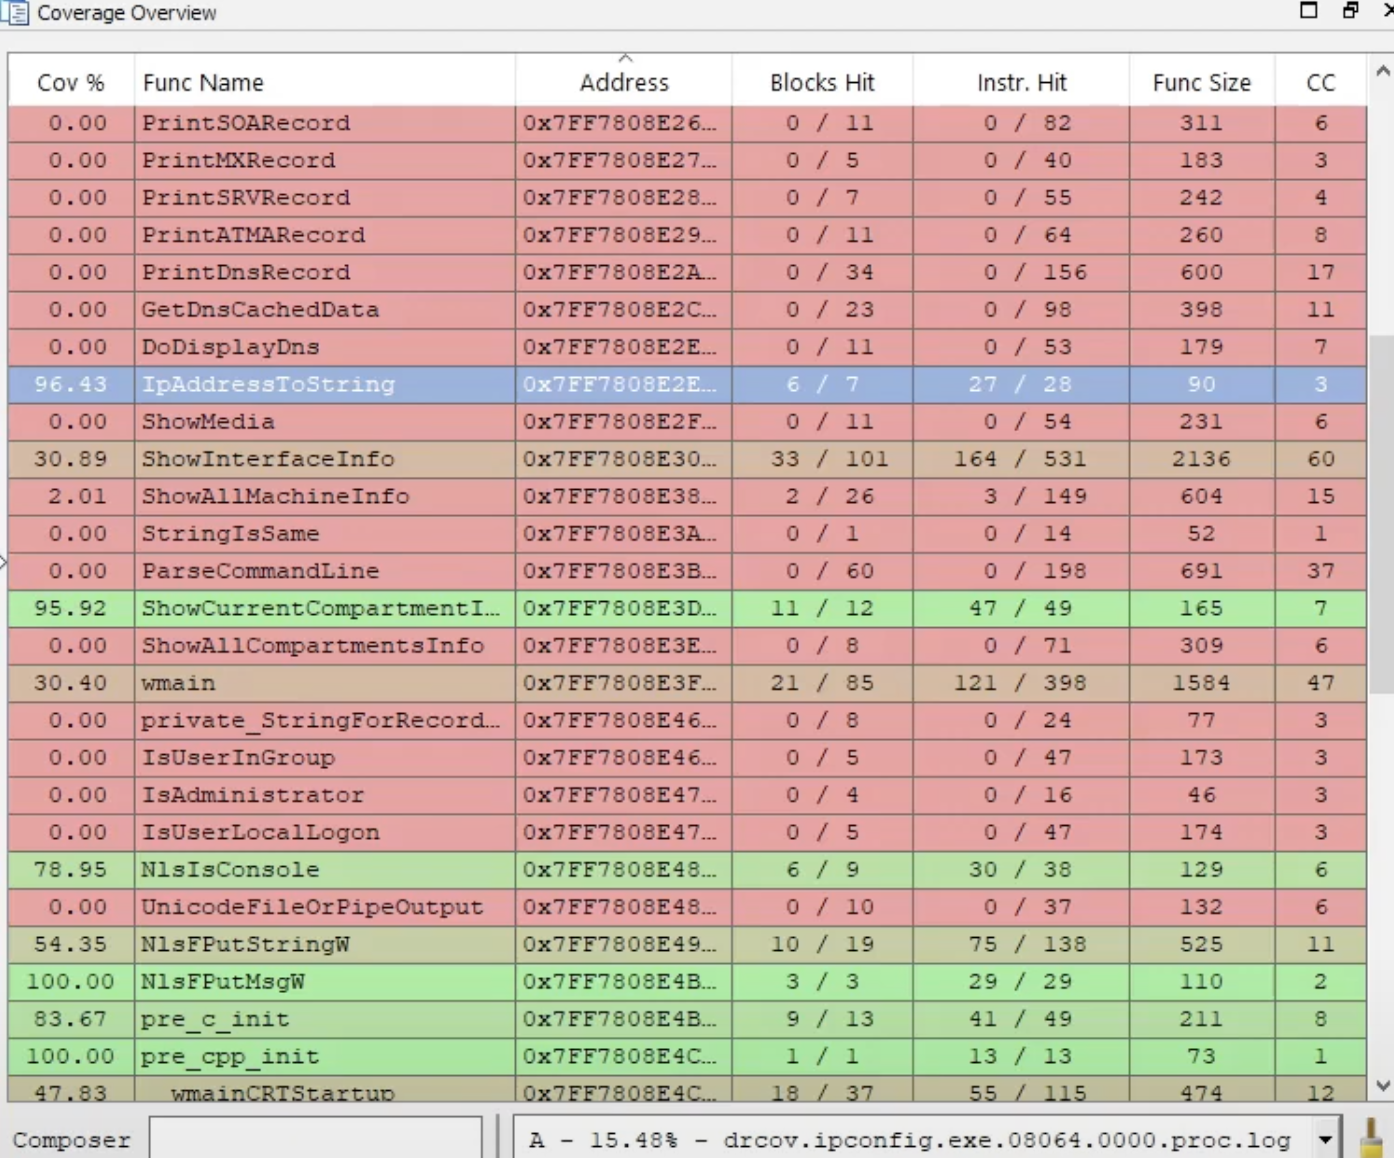 Coverage Overview
Cov % Func Name Address Blocks Hit Instr. Hit Func Size CC
0.00 PrintSOARecord 0x7FF7808E26… 0 / 11 0 / 82 311 6
0.00 PrintMXRecord 0x7FF7808E27… 0 / 5 0 / 40 183 3
0.00 PrintSRVRecord 0x7FF7808E28… 0 / 7 0 / 55 242 4
0.00 PrintATMARecord 0x7FF7808E29… 0 / 11 0 / 64 260 8
0.00 PrintDnsRecord 0x7FF7808E2A… 0 / 34 0 / 156 600 17
0.00 GetDnsCachedData 0x7FF7808E2C… 0 / 23 0 / 98 398 11
0.00 DoDisplayDns 0x7FF7808E2E… 0 / 11 0 / 53 179 7
96.43 IpAddressToString 0x7FF7808E2E… 6 / 7 27 / 28 90 3
0.00 ShowMedia 0x7FF7808E2F… 0 / 11 0 / 54 231 6
30.89 ShowInterfaceInfo 0x7FF7808E30… 33 / 101 164 / 531 2136 60
2.01 ShowAllMachineInfo 0x7FF7808E38… 2 / 26 3 / 149 604 15
0.00 StringIsSame 0x7FF7808E3A… 0 / 1 0 / 14 52 1
0.00 ParseCommandLine 0x7FF7808E3B… 0 / 60 0 / 198 691 37
95.92 ShowCurrentCompartmentI… 0x7FF7808E3D… 11 / 12 47 / 49 165 7
0.00 ShowAllCompartmentsInfo 0x7FF7808E3E… 0 / 8 0 / 71 309 6
30.40 wmain 0x7FF7808E3F… 21 / 85 121 / 398 1584 47
0.00 private_StringForRecord… 0x7FF7808E46… 0 / 8 0 / 24 77 3
0.00 IsUserInGroup 0x7FF7808E46… 0 / 5 0 / 47 173 3
0.00 IsAdministrator 0x7FF7808E47… 0 / 4 0 / 16 46 3
0.00 IsUserLocalLogon 0x7FF7808E47… 0 / 5 0 / 47 174 3
78.95 NlsIsConsole 0x7FF7808E48… 6 / 9 30 / 38 129 6
0.00 UnicodeFileOrPipeOutput 0x7FF7808E48… 0 / 10 0 / 37 132 6
54.35 NlsFPutStringW 0x7FF7808E49… 10 / 19 75 / 138 525 11
100.00 NlsFPutMsgW 0x7FF7808E4B… 3 / 3 29 / 29 110 2
83.67 pre_c_init 0x7FF7808E4B… 9 / 13 41 / 49 211 8
100.00 pre_cpp_init 0x7FF7808E4C… 1 / 1 13 / 13 73 1
47.83 wmainCRTStartup 0x7FF7808E4C… 18 / 37 55 / 115 474 12
Composer A - 15.48% - drcov.ipconfig.exe.08064.0000.proc.log